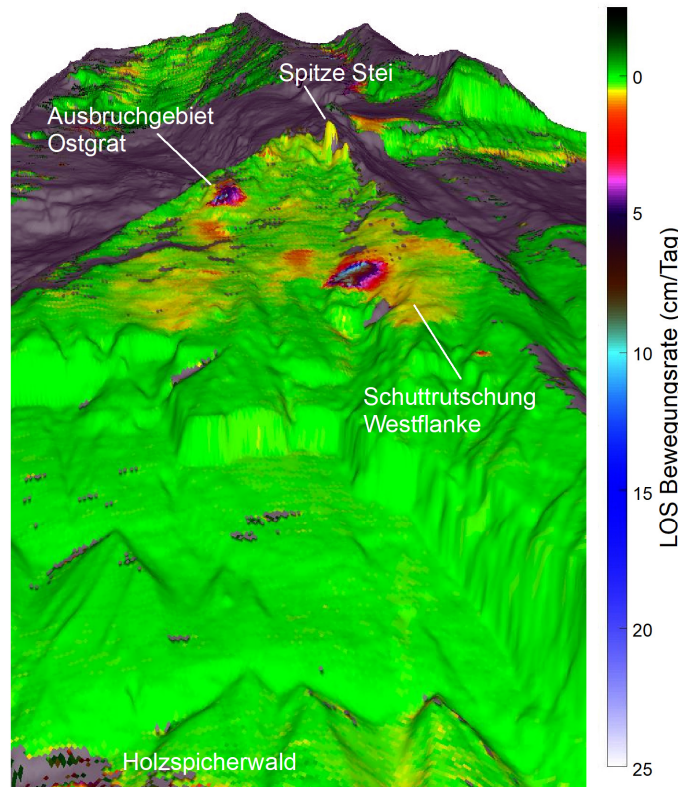 Spitze Stei
Ausbruchgebiet
Ostgrat
Schuttrutschung
Westflanke
Holzspicherwald
0
5
10
15
20
25
LOS Bewegungsrate (cm/Tag)